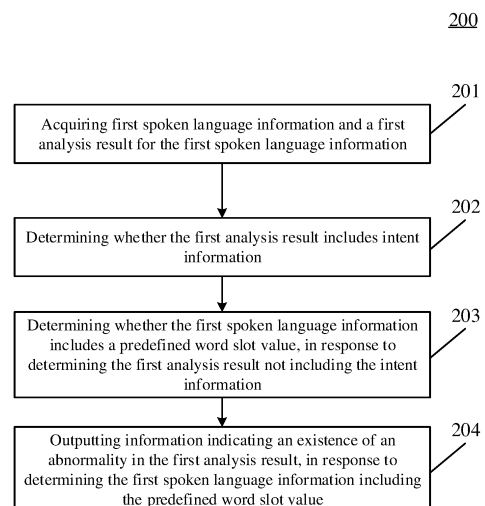 200
201
Acquiring first spoken language information and a first
analysis result for the first spoken language information
202
Determining whether the first analysis result includes intent
information
203
Determining whether the first spoken language information
includes a predefined word slot value, in response to
determining the first analysis result not including the intent
information
204
Outputting information indicating an existence of an
abnormality in the first analysis result, in response to
determining the first spoken language information including
the predefined word slot value